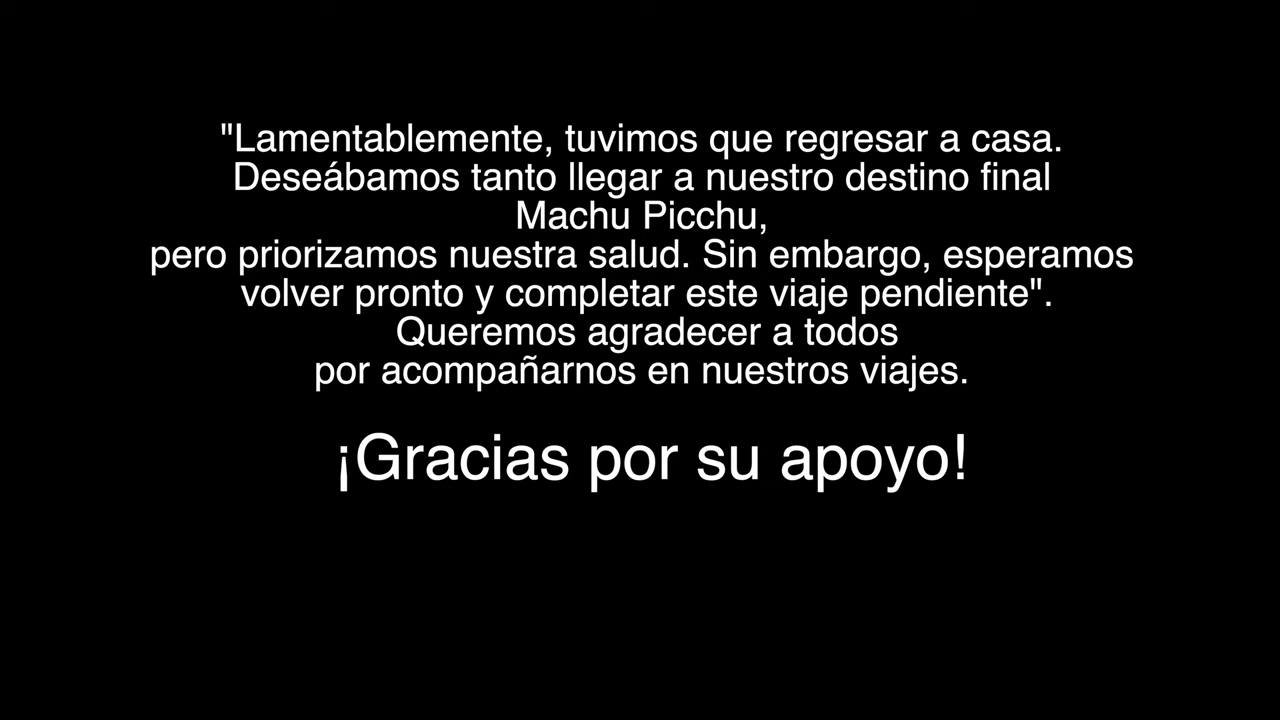 "Lamentablemente, tuvimos que regresar a casa.
Deseábamos tanto llegar a nuestro destino final
Machu Picchu,
pero priorizamos nuestra salud. Sin embargo, esperamos
volver pronto y completar este viaje pendiente".
Queremos agradecer a todos
por acompañarnos en nuestros viajes.
¡Gracias por su apoyo!